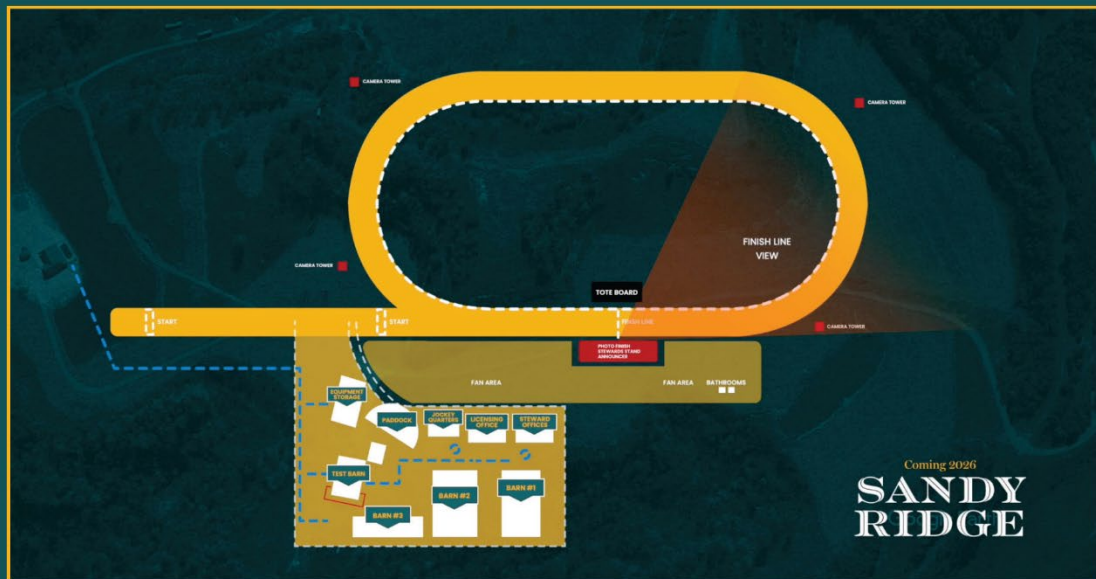 CAMERA TOWER
CAMERA TOWER
FINISH LINE
VIEW
CAMERA TOWER
TOTE BOARD
START
START
FINISH LINE
CAMERA TOWER
PHOTO FINISH
STEWARDS STAND
ANNOUNCER
FAN AREA
FAN AREA
BATHROOMS
EQUIPMENT
STORAGE
PADDOCK
JOCKEY
QUARTERS
LICENSING
OFFICE
STEWARD
OFFICES
TEST BARN
BARN #3
BARN #2
BARN #1
Coming 2026
SANDY
RIDGE